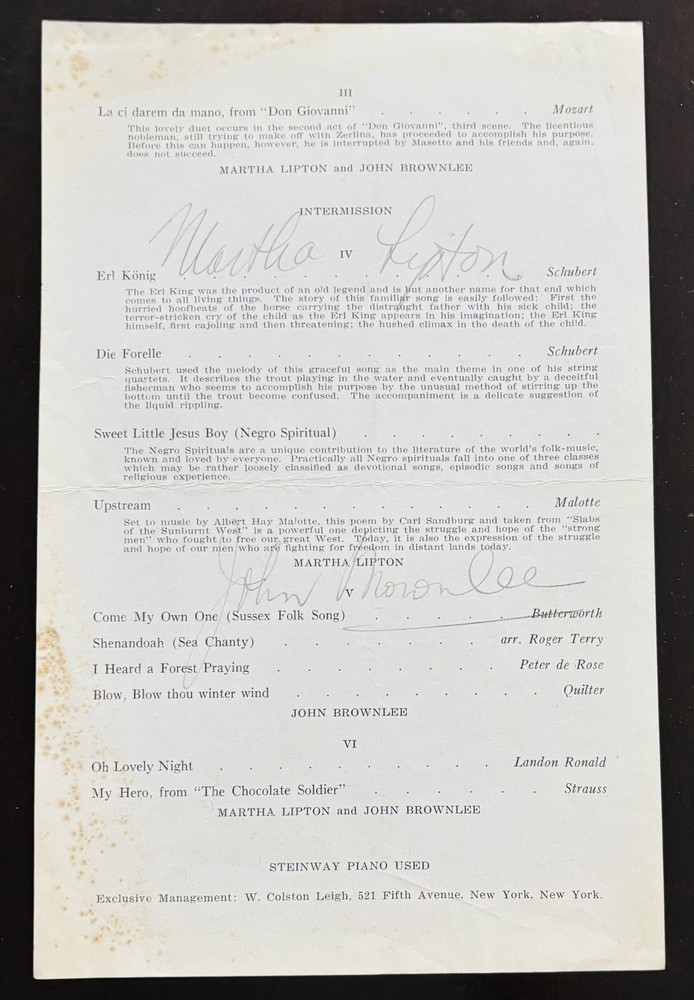 III
La ci darem da mano, from "Don Giovanni" . . . . . . Mozart
This lovely duet occurs in the second act of "Don Giovanni", third scene. The licentious
nobleman, still trying to make off with Zerlina, has proceeded to accomplish his purpose.
Before this can happen, however, he is interrupted by Masetto and his friends and, again,
does not succeed.
MARTHA LIPTON and JOHN BROWNLEE
INTERMISSION
Martha Lipton
IV
Erl König . . . . . . . . . . Schubert
The Erl King was the product of an old legend and is but another name for that end which
comes to all living things. The story of this familiar song is easily followed: First the
hurried hoofbeats of the horse carrying the distraught father with his sick child; the
terror-stricken cry of the child as the Erl King appears in his imagination; the Erl King
himself, first cajoling and then threatening; the hushed climax in the death of the child.
Die Forelle . . . . . . . . . . Schubert
Schubert used the melody of this graceful song as the main theme in one of his string
quartets. It describes the trout playing in the water and eventually caught by a deceitful
fisherman who seems to accomplish his purpose by the unusual method of stirring up the
bottom until the trout become confused. The accompaniment is a delicate suggestion of
the liquid rippling.
Sweet Little Jesus Boy (Negro Spiritual) . . . . . . . .
The Negro Spirituals are a unique contribution to the literature of the world's folk-music,
known and loved by everyone. Practically all Negro spirituals fall into one of three classes
which may be rather loosely classified as devotional songs, episodic songs and songs of
religious experience.
Upstream . . . . . . . . . . . Malotte
Set to music by Albert Hay Malotte, this poem by Carl Sandburg and taken from "Slabs
of the Sunburnt West" is a powerful one depicting the struggle and hope of the "strong
men" who fought to free our great West. Today, it is also the expression of the struggle
and hope of our men who are fighting for freedom in distant lands today.
MARTHA LIPTON
John Brownlee
V
Come My Own One (Sussex Folk Song) . . . . . Butterworth
Shenandoah (Sea Chanty) . . . . . . . arr. Roger Terry
I Heard a Forest Praying . . . . . . . Peter de Rose
Blow, Blow thou winter wind . . . . . . . . Quilter
JOHN BROWNLEE
VI
Oh Lovely Night . . . . . . . . . . Landon Ronald
My Hero, from "The Chocolate Soldier" . . . . . . Strauss
MARTHA LIPTON and JOHN BROWNLEE
STEINWAY PIANO USED
Exclusive Management: W. Colston Leigh, 521 Fifth Avenue, New York, New York.